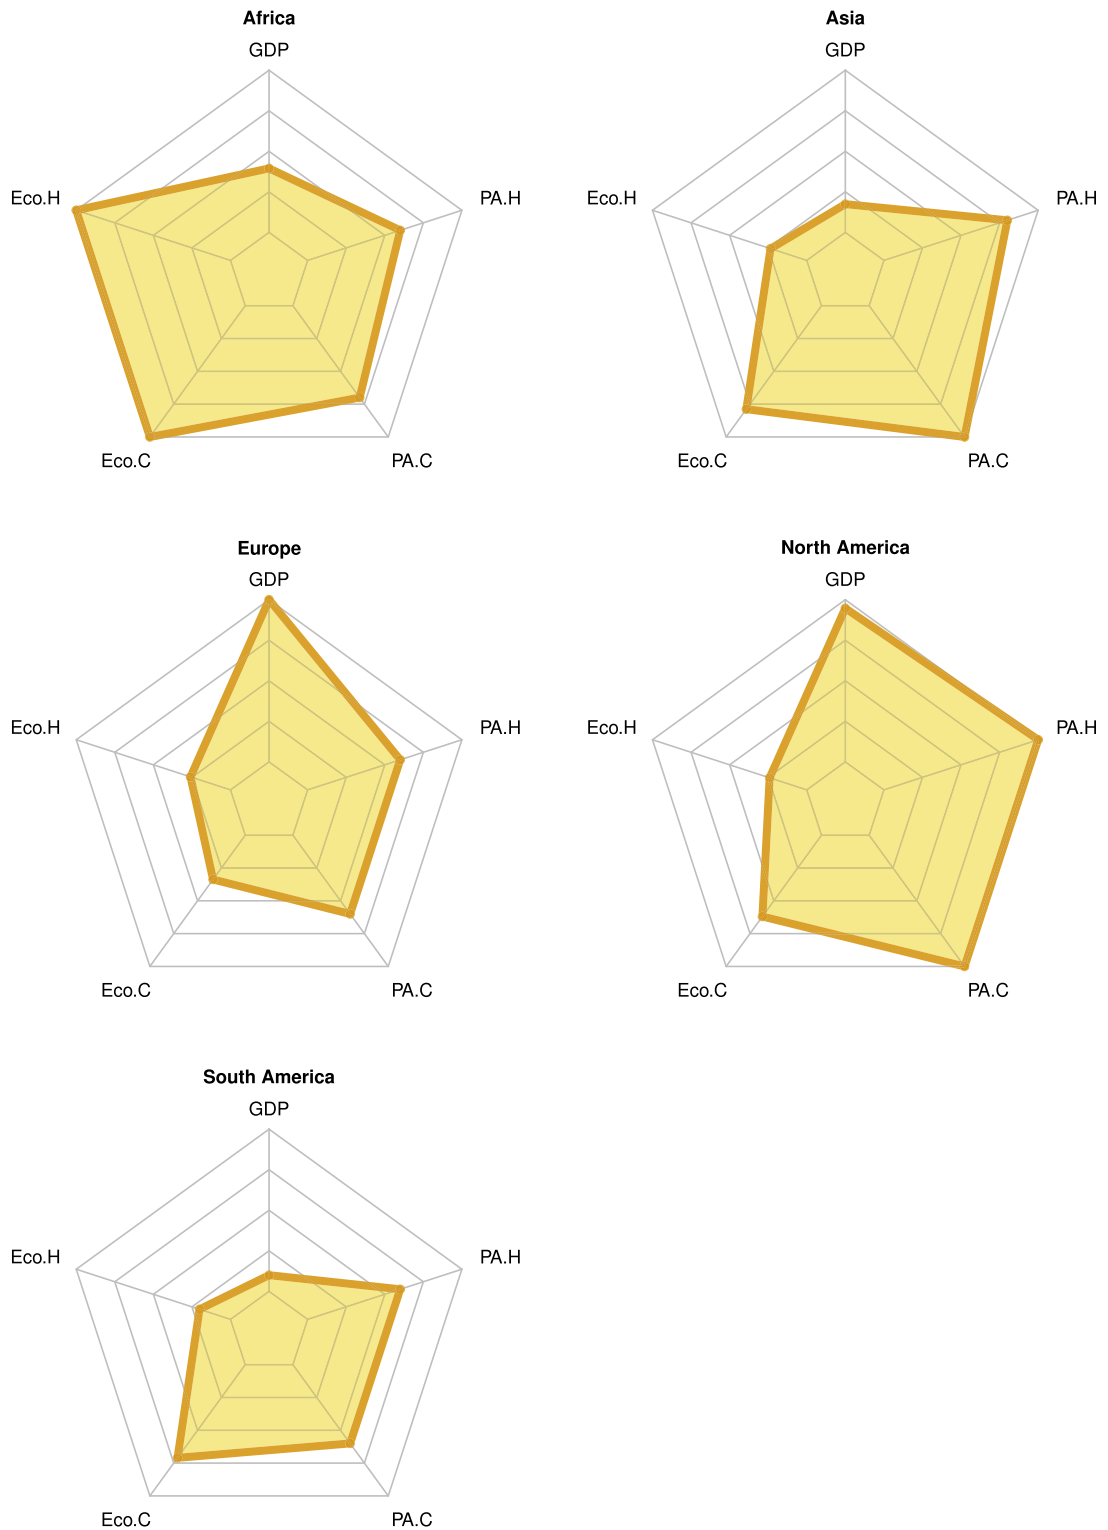 Africa
GDP
Eco.H
PA.H
Eco.C
PA.C
Asia
GDP
Eco.H
PA.H
Eco.C
PA.C
Europe
GDP
Eco.H
PA.H
Eco.C
PA.C
North America
GDP
Eco.H
PA.H
Eco.C
PA.C
South America
GDP
Eco.H
PA.H
Eco.C
PA.C